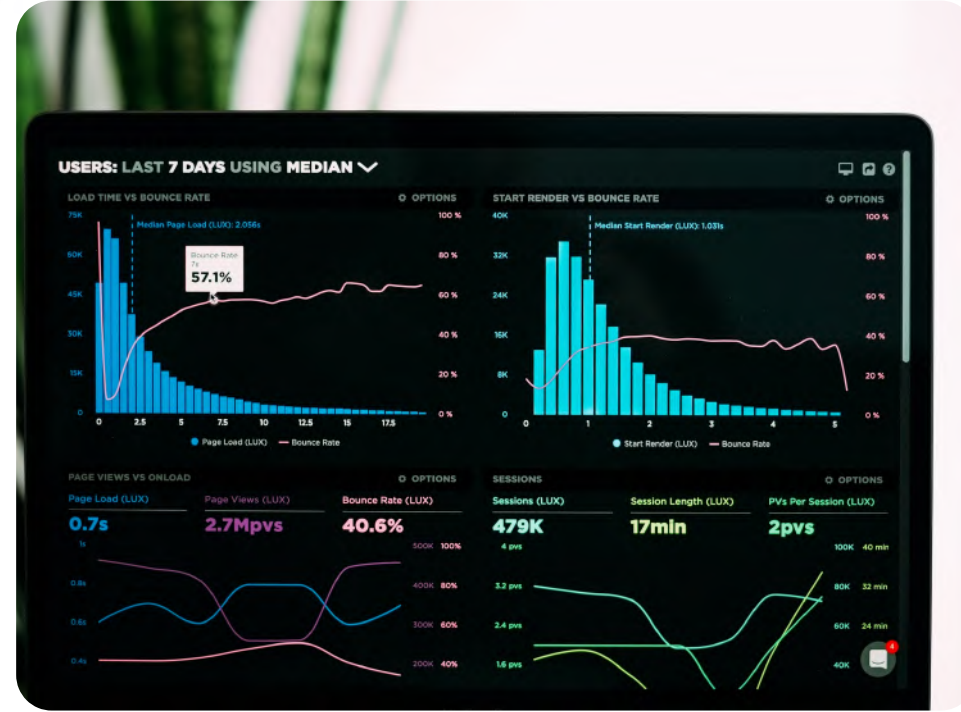 USERS: LAST 7 DAYS USING MEDIAN
LOAD TIME VS BOUNCE RATE
OPTIONS
75K
60K
45K
30K
15K
0
Median Page Load (LUX): 2.056s
Bounce Rate
7s
57.1%
100 %
80 %
60 %
40 %
20 %
0 %
0 2.5 5 7.5 10 12.5 15 17.5
Page Load (LUX) Bounce Rate
START RENDER VS BOUNCE RATE
OPTIONS
40K
32K
24K
16K
8K
0
Median Start Render (LUX): 1.031s
100 %
80 %
60 %
40 %
20 %
0 %
0 1 2 3 4 5
Start Render (LUX) Bounce Rate
PAGE VIEWS VS ONLOAD
OPTIONS
Page Load (LUX) Page Views (LUX) Bounce Rate (LUX)
0.7s 2.7Mpvs 40.6%
1s
0.8s
0.6s
0.4s
500K 100%
400K 80%
300K 60%
200K 40%
SESSIONS
OPTIONS
Sessions (LUX) Session Length (LUX) PVs Per Session (LUX)
479K 17min 2pvs
4 pvs
3.2 pvs
2.4 pvs
1.6 pvs
100K 40 min
80K 32 min
60K 24 min
40K
4